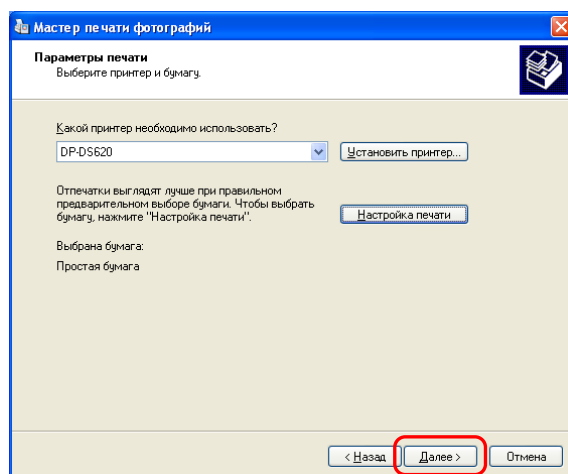 Мастер печати фотографий
Параметры печати
Выберите принтер и бумагу.
Какой принтер необходимо использовать?
DP-DS620
Установить принтер...
Отпечатки выглядят лучше при правильном
предварительном выборе бумаги. Чтобы выбрать
бумагу, нажмите "Настройка печати".
Настройка печати
Выбрана бумага:
Простая бумага
< Назад
Далее >
Отмена